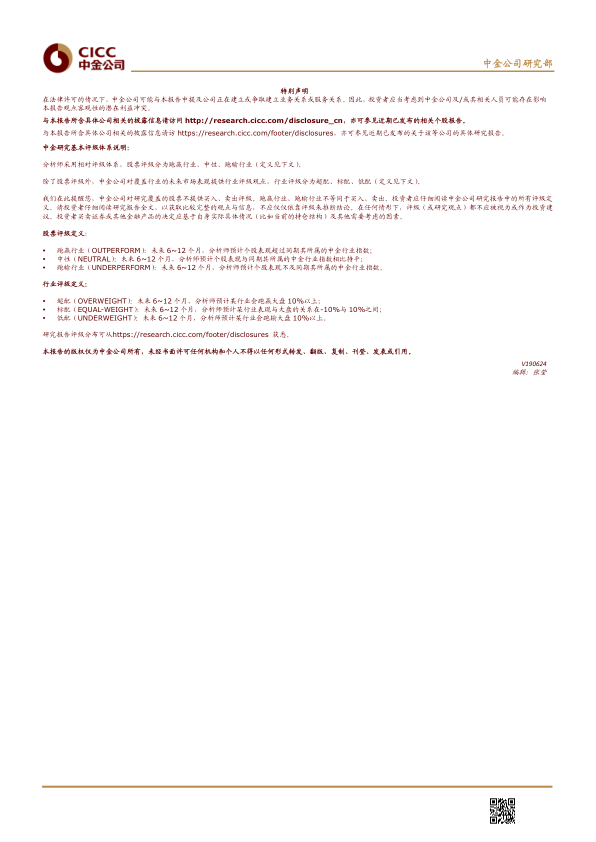 CICC
中金公司
中金公司研究部
特别声明
在法律许可的情况下，中金公司可能与本报告中提及公司正在建立或争取建立业务关系或服务关系。因此，投资者应当考虑到中金公司及/或其相关人员可能存在影响
本报告观点客观性的潜在利益冲突。
与本报告所含具体公司相关的披露信息请访问 http://research.cicc.com/disclosure_cn，亦可参见近期已发布的相关个股报告。
与本报告所含具体公司相关的披露信息请访 https://research.cicc.com/footer/disclosures，亦可参见近期已发布的关于该等公司的具体研究报告。
中金研究基本评级体系说明：
分析师采用相对评级体系，股票评级分为跑赢行业、中性、跑输行业（定义见下文）。
除了股票评级外，中金公司对覆盖行业的未来市场表现提供行业评级观点，行业评级分为超配、标配、低配（定义见下文）。
我们在此提醒您，中金公司对研究覆盖的股票不提供买入、卖出评级。跑赢行业、跑输行业不等同于买入、卖出。投资者应仔细阅读中金公司研究报告中的所有评级定
义。请投资者仔细阅读研究报告全文，以获取比较完整的观点与信息，不应仅仅依靠评级来推断结论。在任何情形下，评级（或研究观点）都不应被视为或作为投资建
议。投资者买卖证券或其他金融产品的决定应基于自身实际具体情况（比如当前的持仓结构）及其他需要考虑的因素。
股票评级定义：
• 跑赢行业（OUTPERFORM）：未来 6~12 个月，分析师预计个股表现超过同期其所属的中金行业指数；
• 中性（NEUTRAL）：未来 6~12 个月，分析师预计个股表现与同期其所属的中金行业指数相比持平；
• 跑输行业（UNDERPERFORM）：未来 6~12 个月，分析师预计个股表现不及同期其所属的中金行业指数。
行业评级定义：
• 超配（OVERWEIGHT）：未来 6~12 个月，分析师预计某行业会跑赢大盘 10%以上；
• 标配（EQUAL-WEIGHT）：未来 6~12 个月，分析师预计某行业表现与大盘的关系在-10%与 10%之间；
• 低配（UNDERWEIGHT）：未来 6~12 个月，分析师预计某行业会跑输大盘 10%以上。
研究报告评级分布可从https://research.cicc.com/footer/disclosures 获悉。
本报告的版权仅为中金公司所有，未经书面许可任何机构和个人不得以任何形式转发、翻版、复制、刊登、发表或引用。
V190624
编辑：张莹